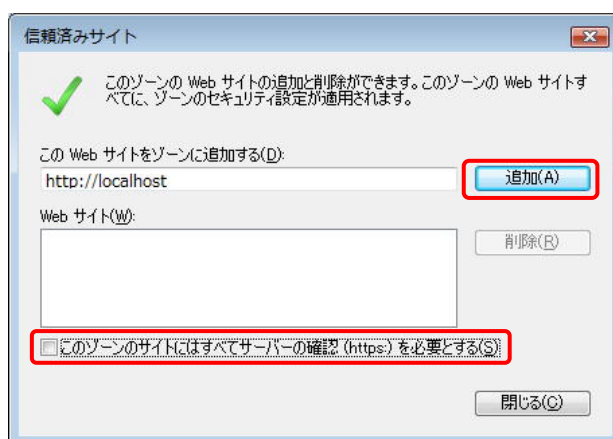 信頼済みサイト
このゾーンの Web サイトの追加と削除ができます。このゾーンの Web サイトす
べてに、ゾーンのセキュリティ設定が適用されます。
この Web サイトをゾーンに追加する(D):
http://localhost
追加(A)
Web サイト(W):
削除(R)
このゾーンのサイトにはすべてサーバーの確認 (https:) を必要とする(S)
閉じる(C)